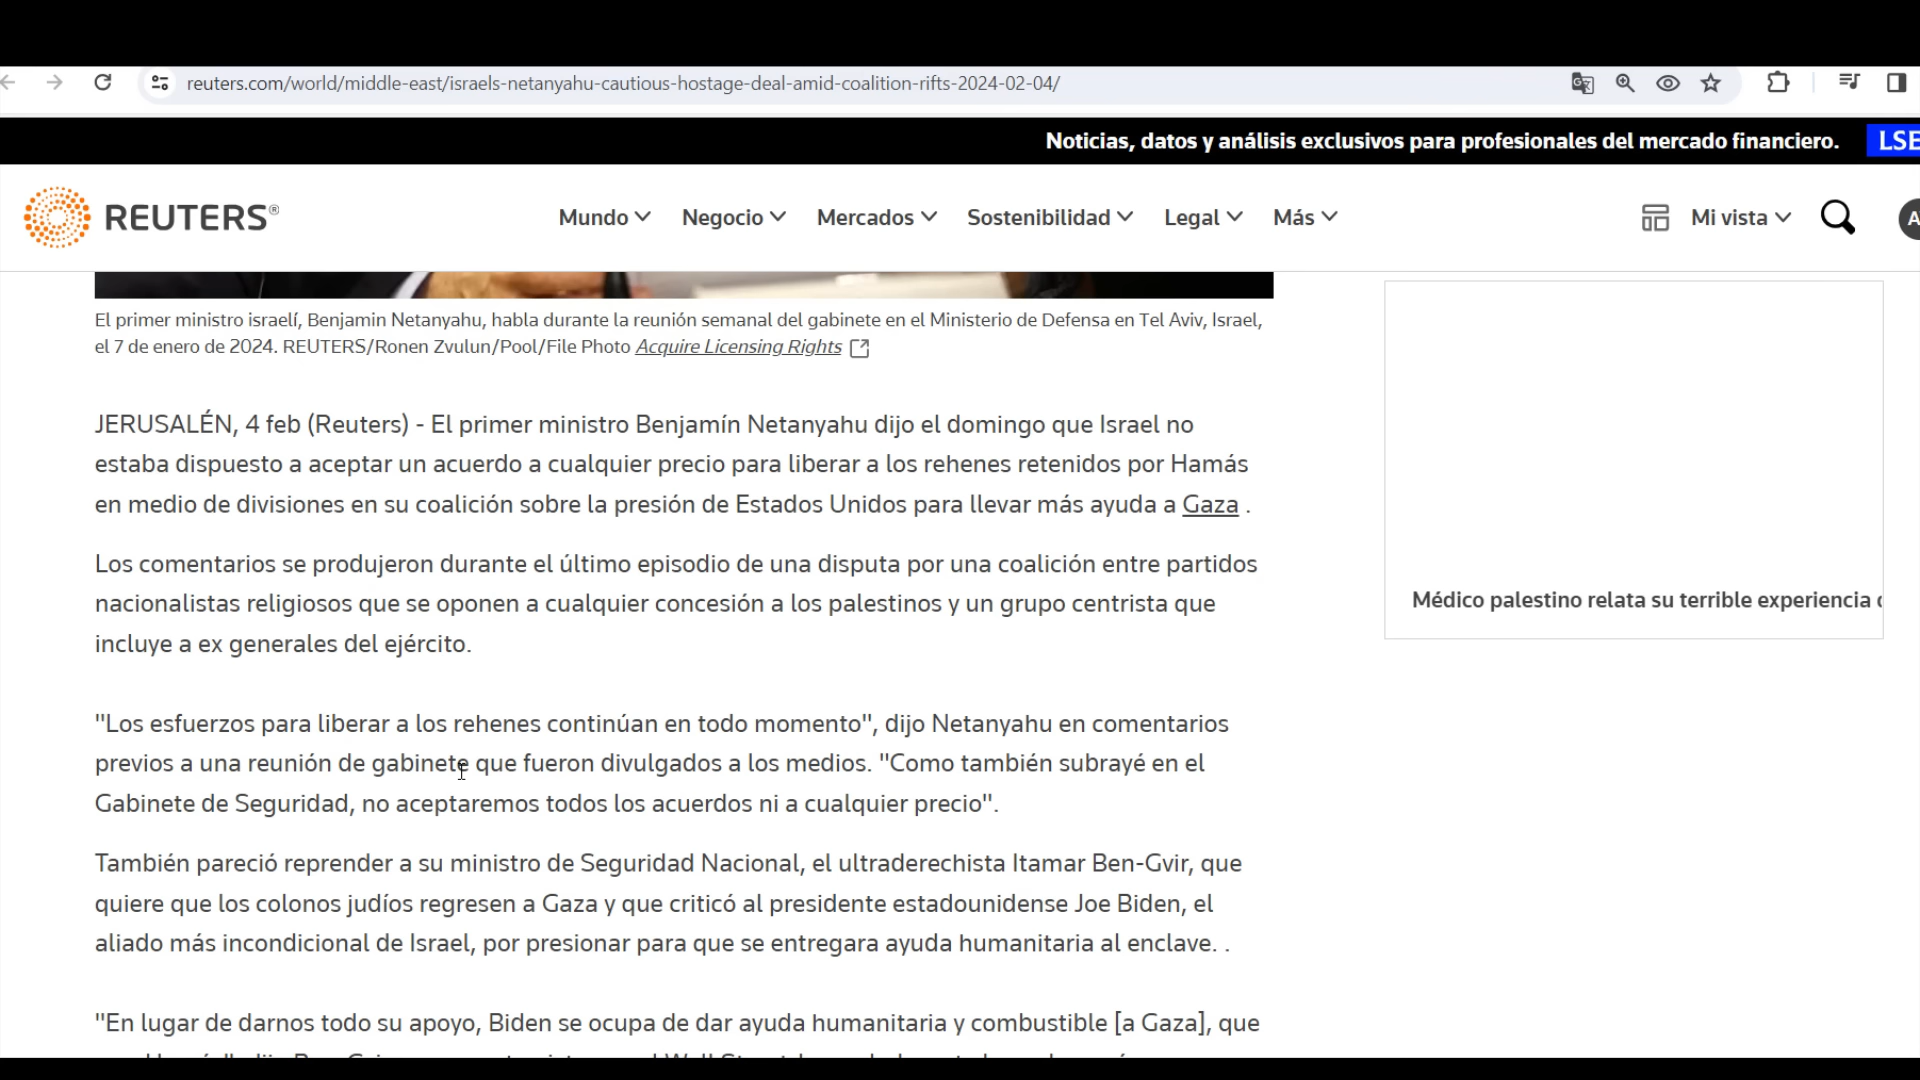 reuters.com/world/middle-east/israels-netanyahu-cautious-hostage-deal-amid-coalition-rifts-2024-02-04/
Noticias, datos y análisis exclusivos para profesionales del mercado financiero.
LSE
REUTERS®
Mundo
Negocio
Mercados
Sostenibilidad
Legal
Más
Mi vista
A
El primer ministro israelí, Benjamin Netanyahu, habla durante la reunión semanal del gabinete en el Ministerio de Defensa en Tel Aviv, Israel,
el 7 de enero de 2024. REUTERS/Ronen Zvulun/Pool/File Photo Acquire Licensing Rights
JERUSALÉN, 4 feb (Reuters) - El primer ministro Benjamín Netanyahu dijo el domingo que Israel no
estaba dispuesto a aceptar un acuerdo a cualquier precio para liberar a los rehenes retenidos por Hamás
en medio de divisiones en su coalición sobre la presión de Estados Unidos para llevar más ayuda a Gaza .
Los comentarios se produjeron durante el último episodio de una disputa por una coalición entre partidos
nacionalistas religiosos que se oponen a cualquier concesión a los palestinos y un grupo centrista que
incluye a ex generales del ejército.
"Los esfuerzos para liberar a los rehenes continúan en todo momento", dijo Netanyahu en comentarios
previos a una reunión de gabinete que fueron divulgados a los medios. "Como también subrayé en el
Gabinete de Seguridad, no aceptaremos todos los acuerdos ni a cualquier precio".
También pareció reprender a su ministro de Seguridad Nacional, el ultraderechista Itamar Ben-Gvir, que
quiere que los colonos judíos regresen a Gaza y que criticó al presidente estadounidense Joe Biden, el
aliado más incondicional de Israel, por presionar para que se entregara ayuda humanitaria al enclave. .
"En lugar de darnos todo su apoyo, Biden se ocupa de dar ayuda humanitaria y combustible [a Gaza], que
Médico palestino relata su terrible experiencia